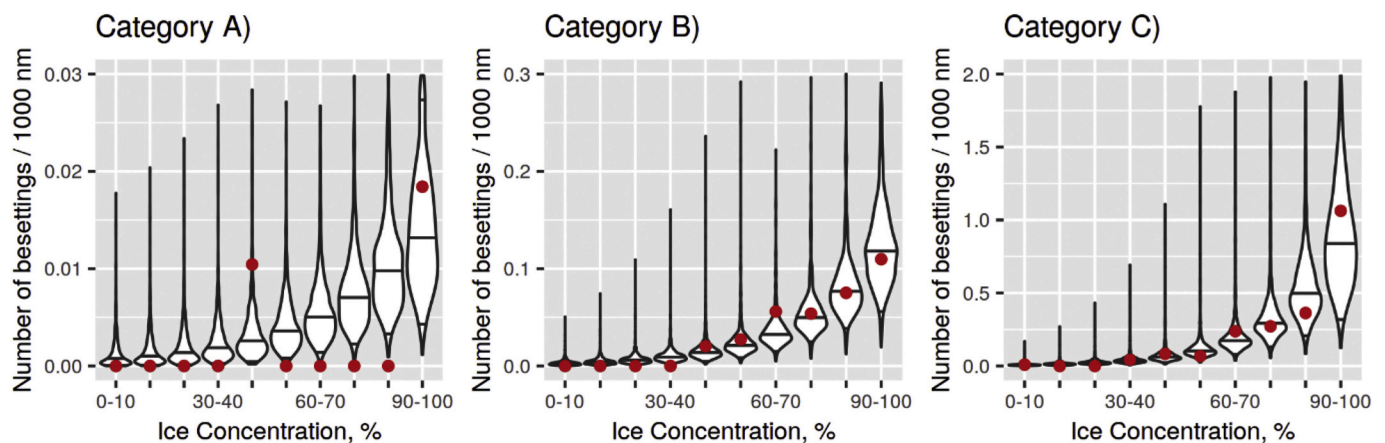 Category A)
Number of besettings / 1000 nm
0.03
0.02
0.01
0.00
0-10 30-40 60-70 90-100
Ice Concentration, %
Category B)
Number of besettings / 1000 nm
0.3
0.2
0.1
0.0
0-10 30-40 60-70 90-100
Ice Concentration, %
Category C)
Number of besettings / 1000 nm
2.0
1.5
1.0
0.5
0.0
0-10 30-40 60-70 90-100
Ice Concentration, %